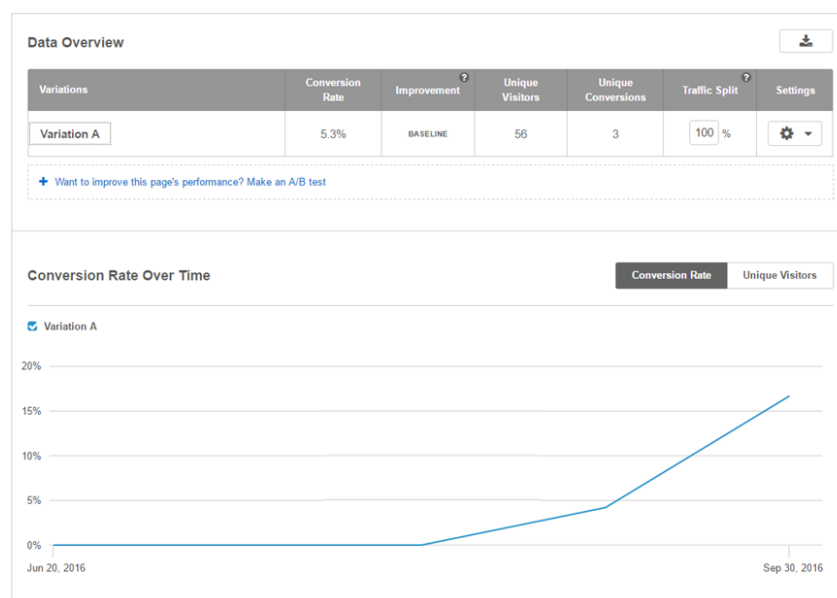 Data Overview
Variations
Conversion Rate
Improvement ?
Unique Visitors
Unique Conversions
Traffic Split ?
Settings
Variation A
5.3%
BASELINE
56
3
100 %
+ Want to improve this page's performance? Make an A/B test
Conversion Rate Over Time
Conversion Rate
Unique Visitors
Variation A
20%
15%
10%
5%
0%
Jun 20, 2016
Sep 30, 2016